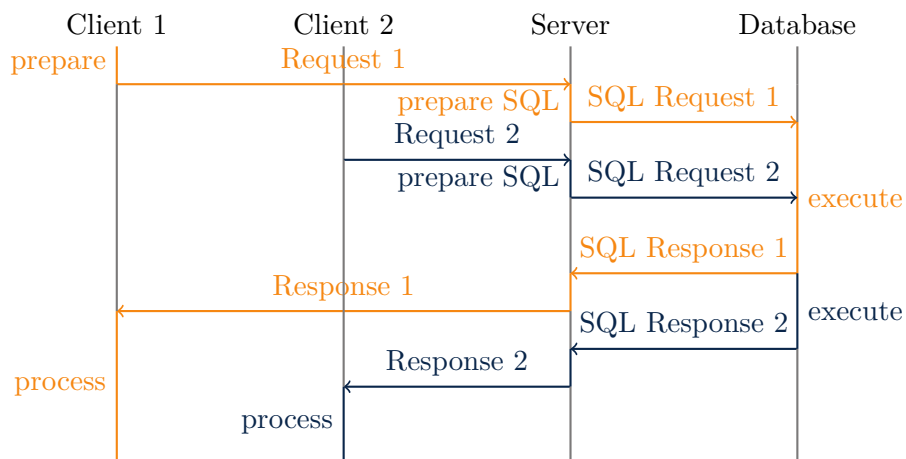 Client 1 Client 2 Server Database
prepare
Request 1
prepare SQL
SQL Request 1
Request 2
prepare SQL
SQL Request 2
execute
SQL Response 1
Response 1
execute
SQL Response 2
Response 2
process
process